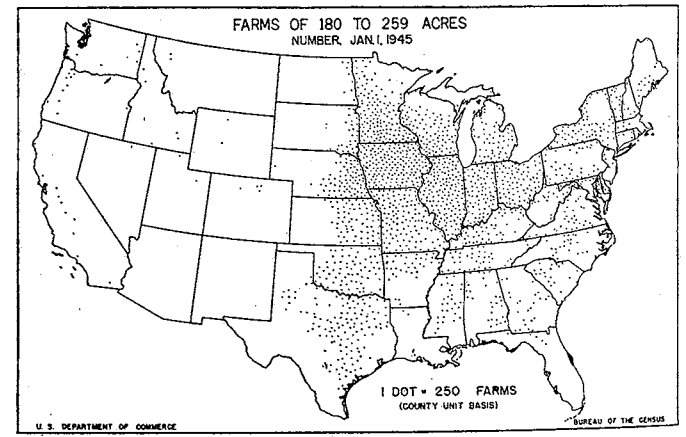 FARMS OF 180 TO 259 ACRES
NUMBER, JAN. 1, 1945
1 DOT = 250 FARMS
(COUNTY UNIT BASIS)
U. S. DEPARTMENT OF COMMERCE
BUREAU OF THE CENSUS